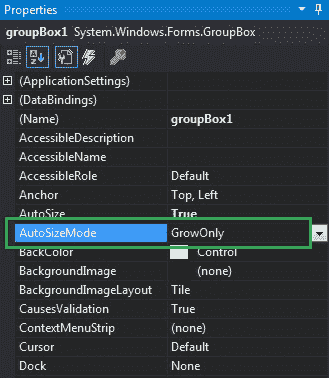 Properties
groupBox1 System.Windows.Forms.GroupBox
(ApplicationSettings)
(DataBindings)
(Name) groupBox1
AccessibleDescription
AccessibleName
AccessibleRole Default
Anchor Top, Left
AutoSize True
AutoSizeMode GrowOnly
BackColor Control
BackgroundImage (none)
BackgroundImageLayout Tile
CausesValidation True
ContextMenuStrip (none)
Cursor Default
Dock None